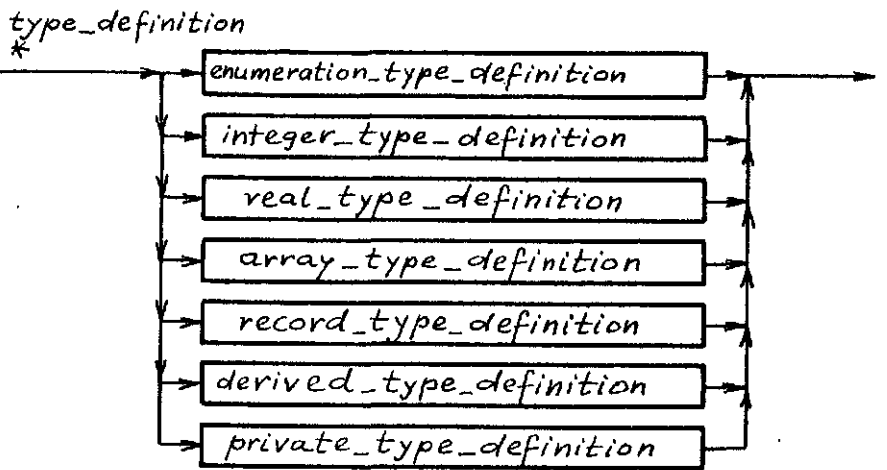 type_definition
*
enumeration_type_definition
integer_type_definition
real_type_definition
array_type_definition
record_type_definition
derived_type_definition
private_type_definition